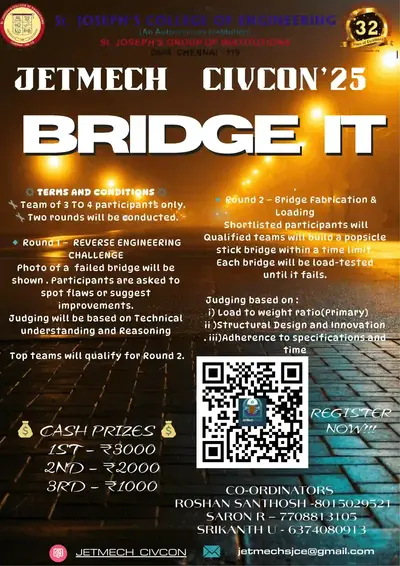 St. JOSEPH'S COLLEGE OF ENGINEERING
(An Autonomous Institution)
St. JOSEPH'S GROUP OF INSTITUTIONS
OMR, CHENNAI -119
32
JETMECH CIVCON'25
BRIDGE IT
TERMS AND CONDITIONS
Team of 3 TO 4 participants only.
Two rounds will be conducted.
Round 1 - REVERSE ENGINEERING
CHALLENGE
Photo of a failed bridge will be
shown . Participants are asked to
spot flaws or suggest
improvements.
Judging will be based on Technical
understanding and Reasoning
Top teams will qualify for Round 2.
Round 2 – Bridge Fabrication &
Loading
Shortlisted participants will
Qualified teams will build a popsicle
stick bridge within a time limit.
Each bridge will be load-tested
until it fails.
Judging based on :
i) Load to weight ratio(Primary)
ii )Structural Design and Innovation
. iii)Adherence to specifications and
time
REGISTER
NOW!!!
CASH PRIZES
1ST - ₹3000
2ND - ₹2000
3RD - ₹1000
CO-ORDINATORS
ROSHAN SANTHOSH -8015029521
SARON R – 7708813105
SRIKANTH U - 6374080913
JETMECH CIVCON
jetmechsjce@gmail.com